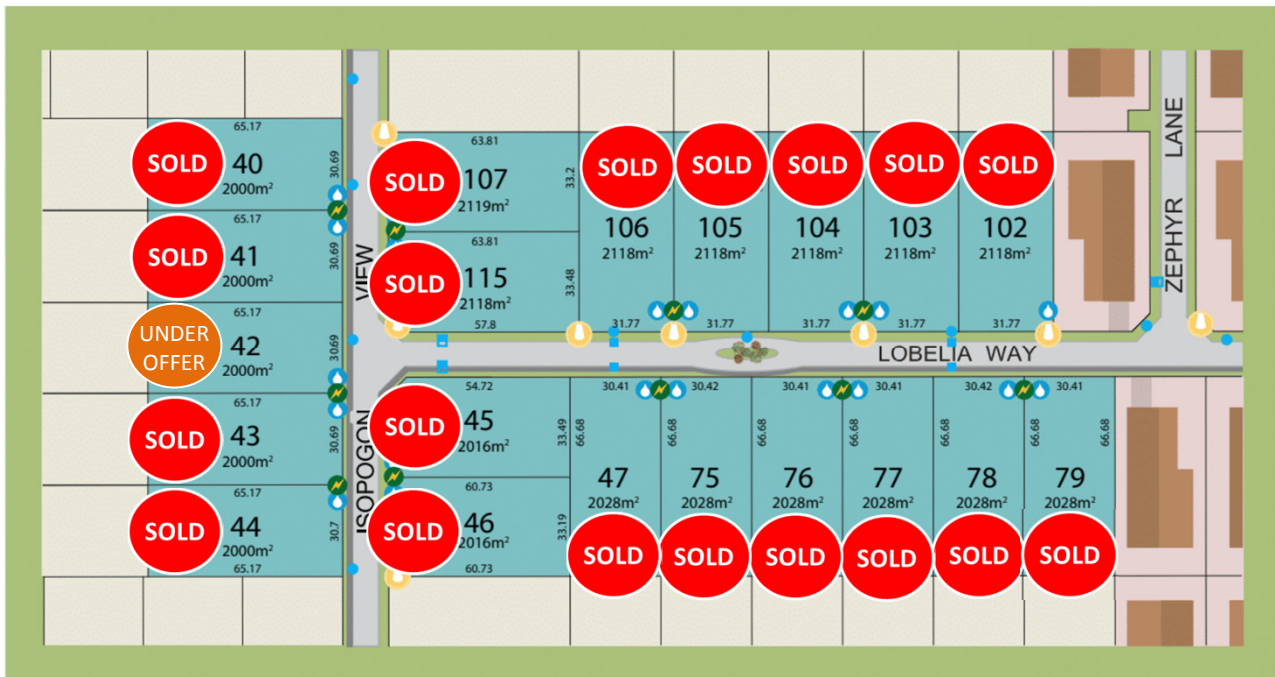 65.17
SOLD
40
2000m²
30.69
65.17
SOLD
41
2000m²
30.69
65.17
UNDER
OFFER
42
2000m²
30.69
65.17
SOLD
43
2000m²
30.69
65.17
SOLD
44
2000m²
30.7
65.17
ISOPOGON VIEW
63.81
SOLD
107
2119m²
33.2
63.81
SOLD
115
2118m²
33.48
57.8
SOLD
106
2118m²
31.77
SOLD
105
2118m²
31.77
SOLD
104
2118m²
31.77
SOLD
103
2118m²
31.77
SOLD
102
2118m²
31.77
ZEPHYR LANE
LOBELIA WAY
54.72
SOLD
45
2016m²
33.49
60.73
SOLD
46
2016m²
33.19
60.73
30.41
66.68
47
2028m²
SOLD
30.42
66.68
75
2028m²
SOLD
30.41
66.68
76
2028m²
SOLD
30.41
66.68
77
2028m²
SOLD
30.42
66.68
78
2028m²
SOLD
30.41
66.68
79
2028m²
SOLD
66.68